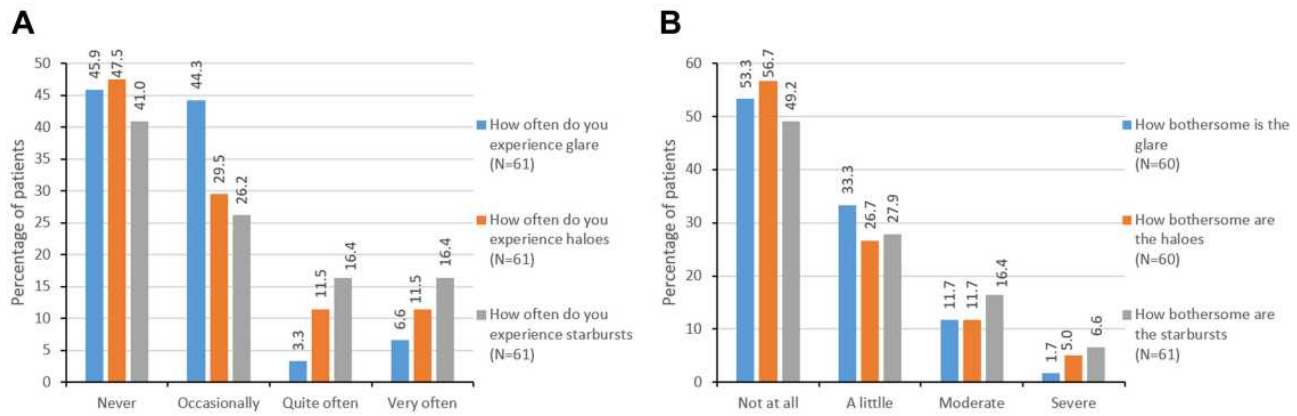 A
Percentage of patients
50
45
40
35
30
25
20
15
10
5
0
45.9
47.5
41.0
44.3
29.5
26.2
3.3
11.5
16.4
6.6
11.5
16.4
Never
Occasionally
Quite often
Very often
How often do you
experience glare
(N=61)
How often do you
experience haloes
(N=61)
How often do you
experience starbursts
(N=61)
B
Percentage of patients
60
50
40
30
20
10
0
53.3
56.7
49.2
33.3
26.7
27.9
11.7
11.7
16.4
1.7
5.0
6.6
Not at all
A littlle
Moderate
Severe
How bothersome is the
glare
(N=60)
How bothersome are
the haloes
(N=60)
How bothersome are
the starbursts
(N=61)